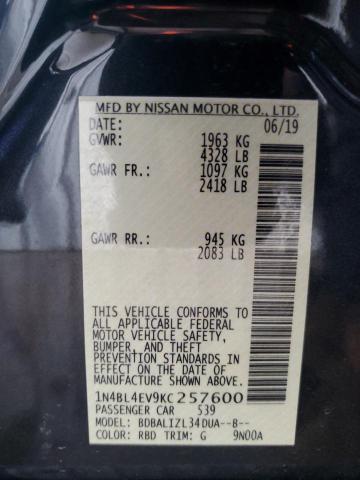 MFD BY NISSAN MOTOR CO., LTD.
DATE: 06/19
GVWR: 1963 KG
4328 LB
GAWR FR.: 1097 KG
2418 LB
GAWR RR.: 945 KG
2083 LB
THIS VEHICLE CONFORMS TO
ALL APPLICABLE FEDERAL
MOTOR VEHICLE SAFETY,
BUMPER, AND THEFT
PREVENTION STANDARDS IN
EFFECT ON THE DATE OF
MANUFACTURE SHOWN ABOVE.
1N4BL4EV9KC257600
PASSENGER CAR 539
MODEL: BDBALIZL34DUA--B--
COLOR: RBD TRIM: G 9N00A